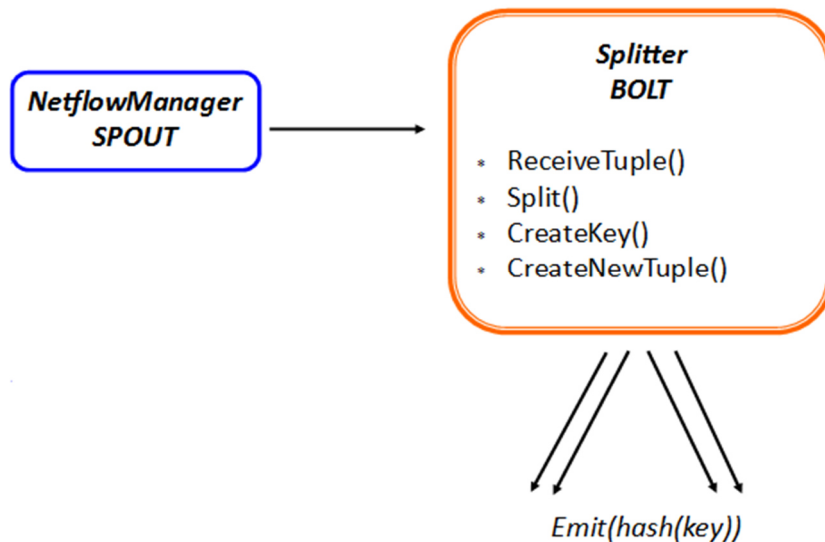 NetflowManager
SPOUT
Splitter
BOLT
* ReceiveTuple()
* Split()
* CreateKey()
* CreateNewTuple()
Emit(hash(key))